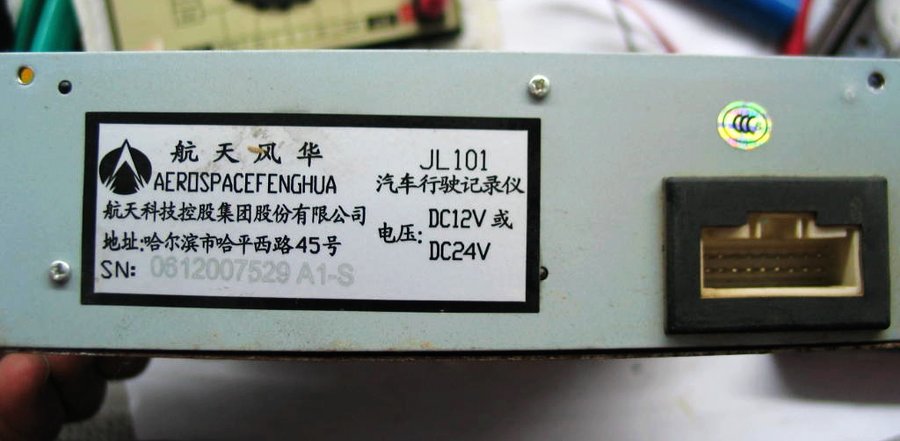 航天风华
AEROSPACEFENGHUA
航天科技控股集团股份有限公司
地址:哈尔滨市哈平西路45号
SN: 0612007529 A1-S
JL101
汽车行驶记录仪
电压: DC12V 或
DC24V
CCC